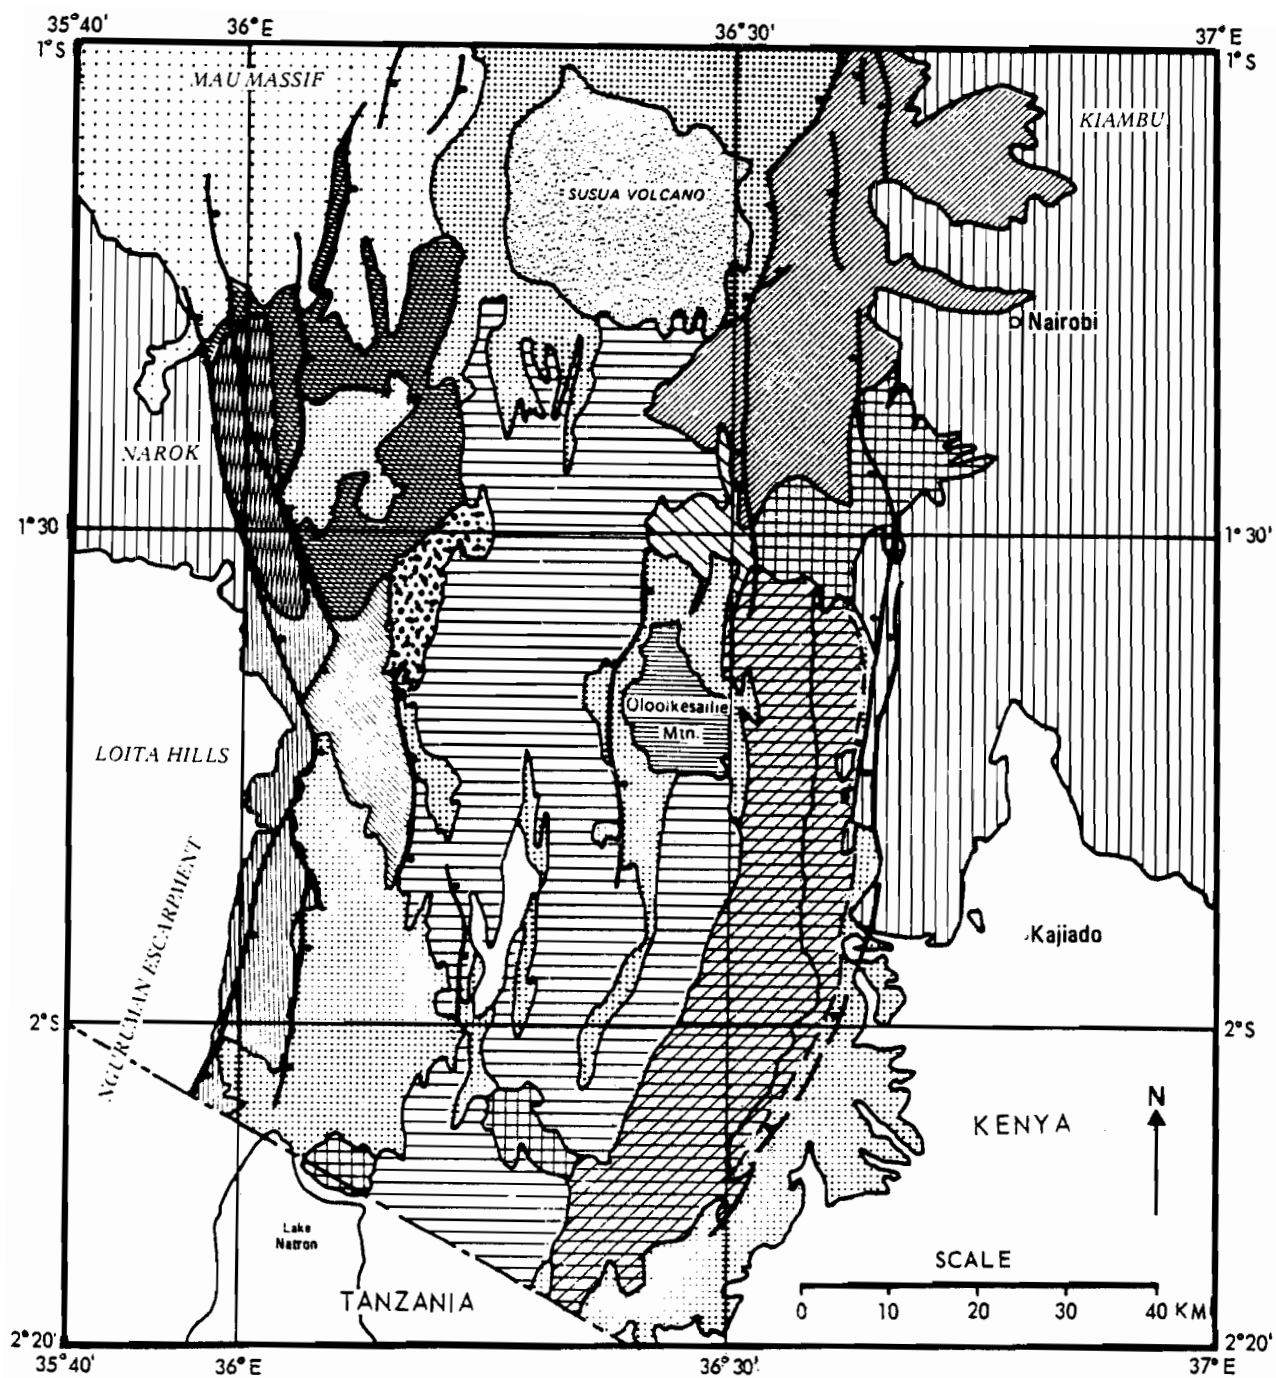 35°40'
36°E
36°30'
37°E
1°S
1°S
MAU MASSIF
KIAMBU
SUSUA VOLCANO
Nairobi
NAROK
1°30
1°30'
Olooikesailie
Mtn.
LOITA HILLS
NGURUMAN ESCARPMENT
Kajiado
2°S
2°S
N
KENYA
Lake
Natron
SCALE
TANZANIA
0 10 20 30 40 KM
2°20'
2°20'
35°40'
36°E
36°30'
37°E